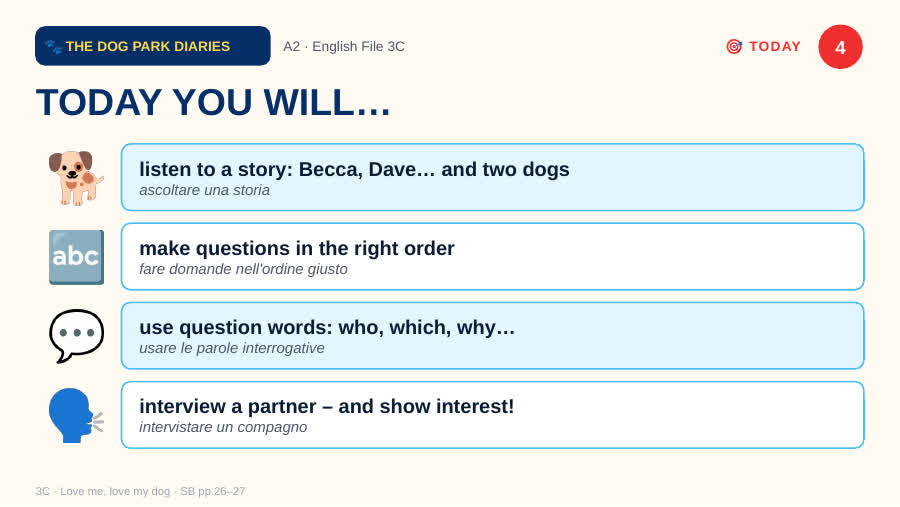 🐾 THE DOG PARK DIARIES
A2 · English File 3C
🎯 TODAY
4
TODAY YOU WILL…
listen to a story: Becca, Dave… and two dogs
ascoltare una storia
abc
make questions in the right order
fare domande nell'ordine giusto
use question words: who, which, why…
usare le parole interrogative
interview a partner – and show interest!
intervistare un compagno
3C · Love me, love my dog · SB pp.26–27